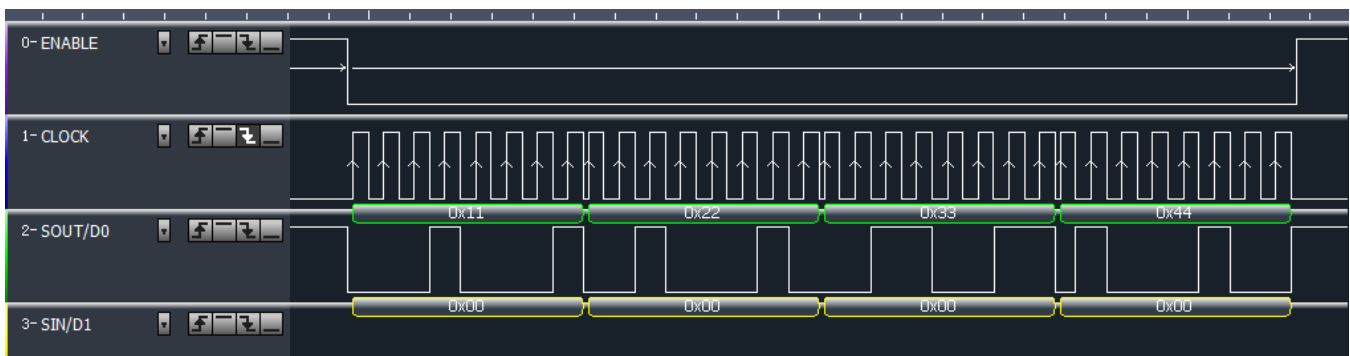 0- ENABLE
1- CLOCK
0x11 0x22 0x33 0x44
2- SOUT/D0
0x00 0x00 0x00 0x00
3- SIN/D1